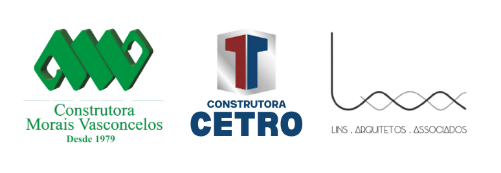 Construtora
Morais Vasconcelos
Desde 1979
CONSTRUTORA
CETRO
LINS . ARQUITETOS . ASSOCIADOS